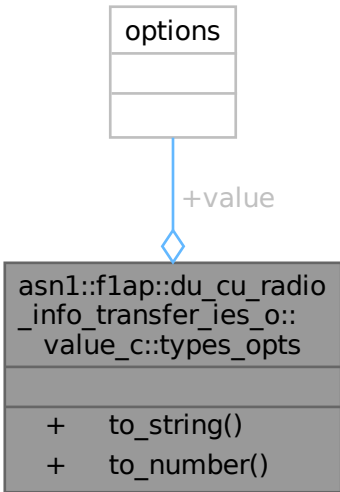 options
+value
asn1::f1ap::du_cu_radio
_info_transfer_ies_o::
value_c::types_opts
+ to_string()
+ to_number()